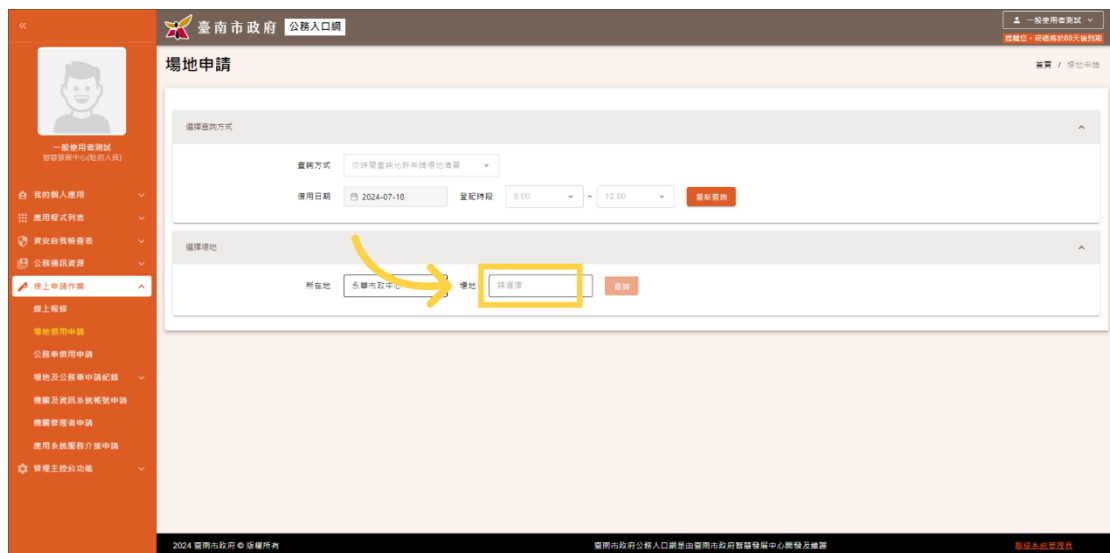 臺南市政府 公務入口網
一般使用者測試
提醒您，密碼將於60天後到期
場地申請
首頁 / 場地申請
一般使用者測試
智慧發展中心(駐府人員)
我的個人應用
應用程式列表
資安自我檢查表
公務通訊資源
線上申請作業
線上報修
場地借用申請
公務車借用申請
場地及公務車申請紀錄
機關及資訊系統帳號申請
機關管理者申請
應用系統服務介接申請
管理主控台功能
選擇查詢方式
查詢方式 依時間查詢允許申請場地清單
借用日期 2024-07-18 登記時段 8:00 ~ 12:00 重新查詢
選擇場地
所在地 永華市政中心 場地 請選擇 查詢
2024 臺南市政府 © 版權所有 臺南市政府公務入口網是由臺南市政府智慧發展中心開發及維護 聯絡系統管理員